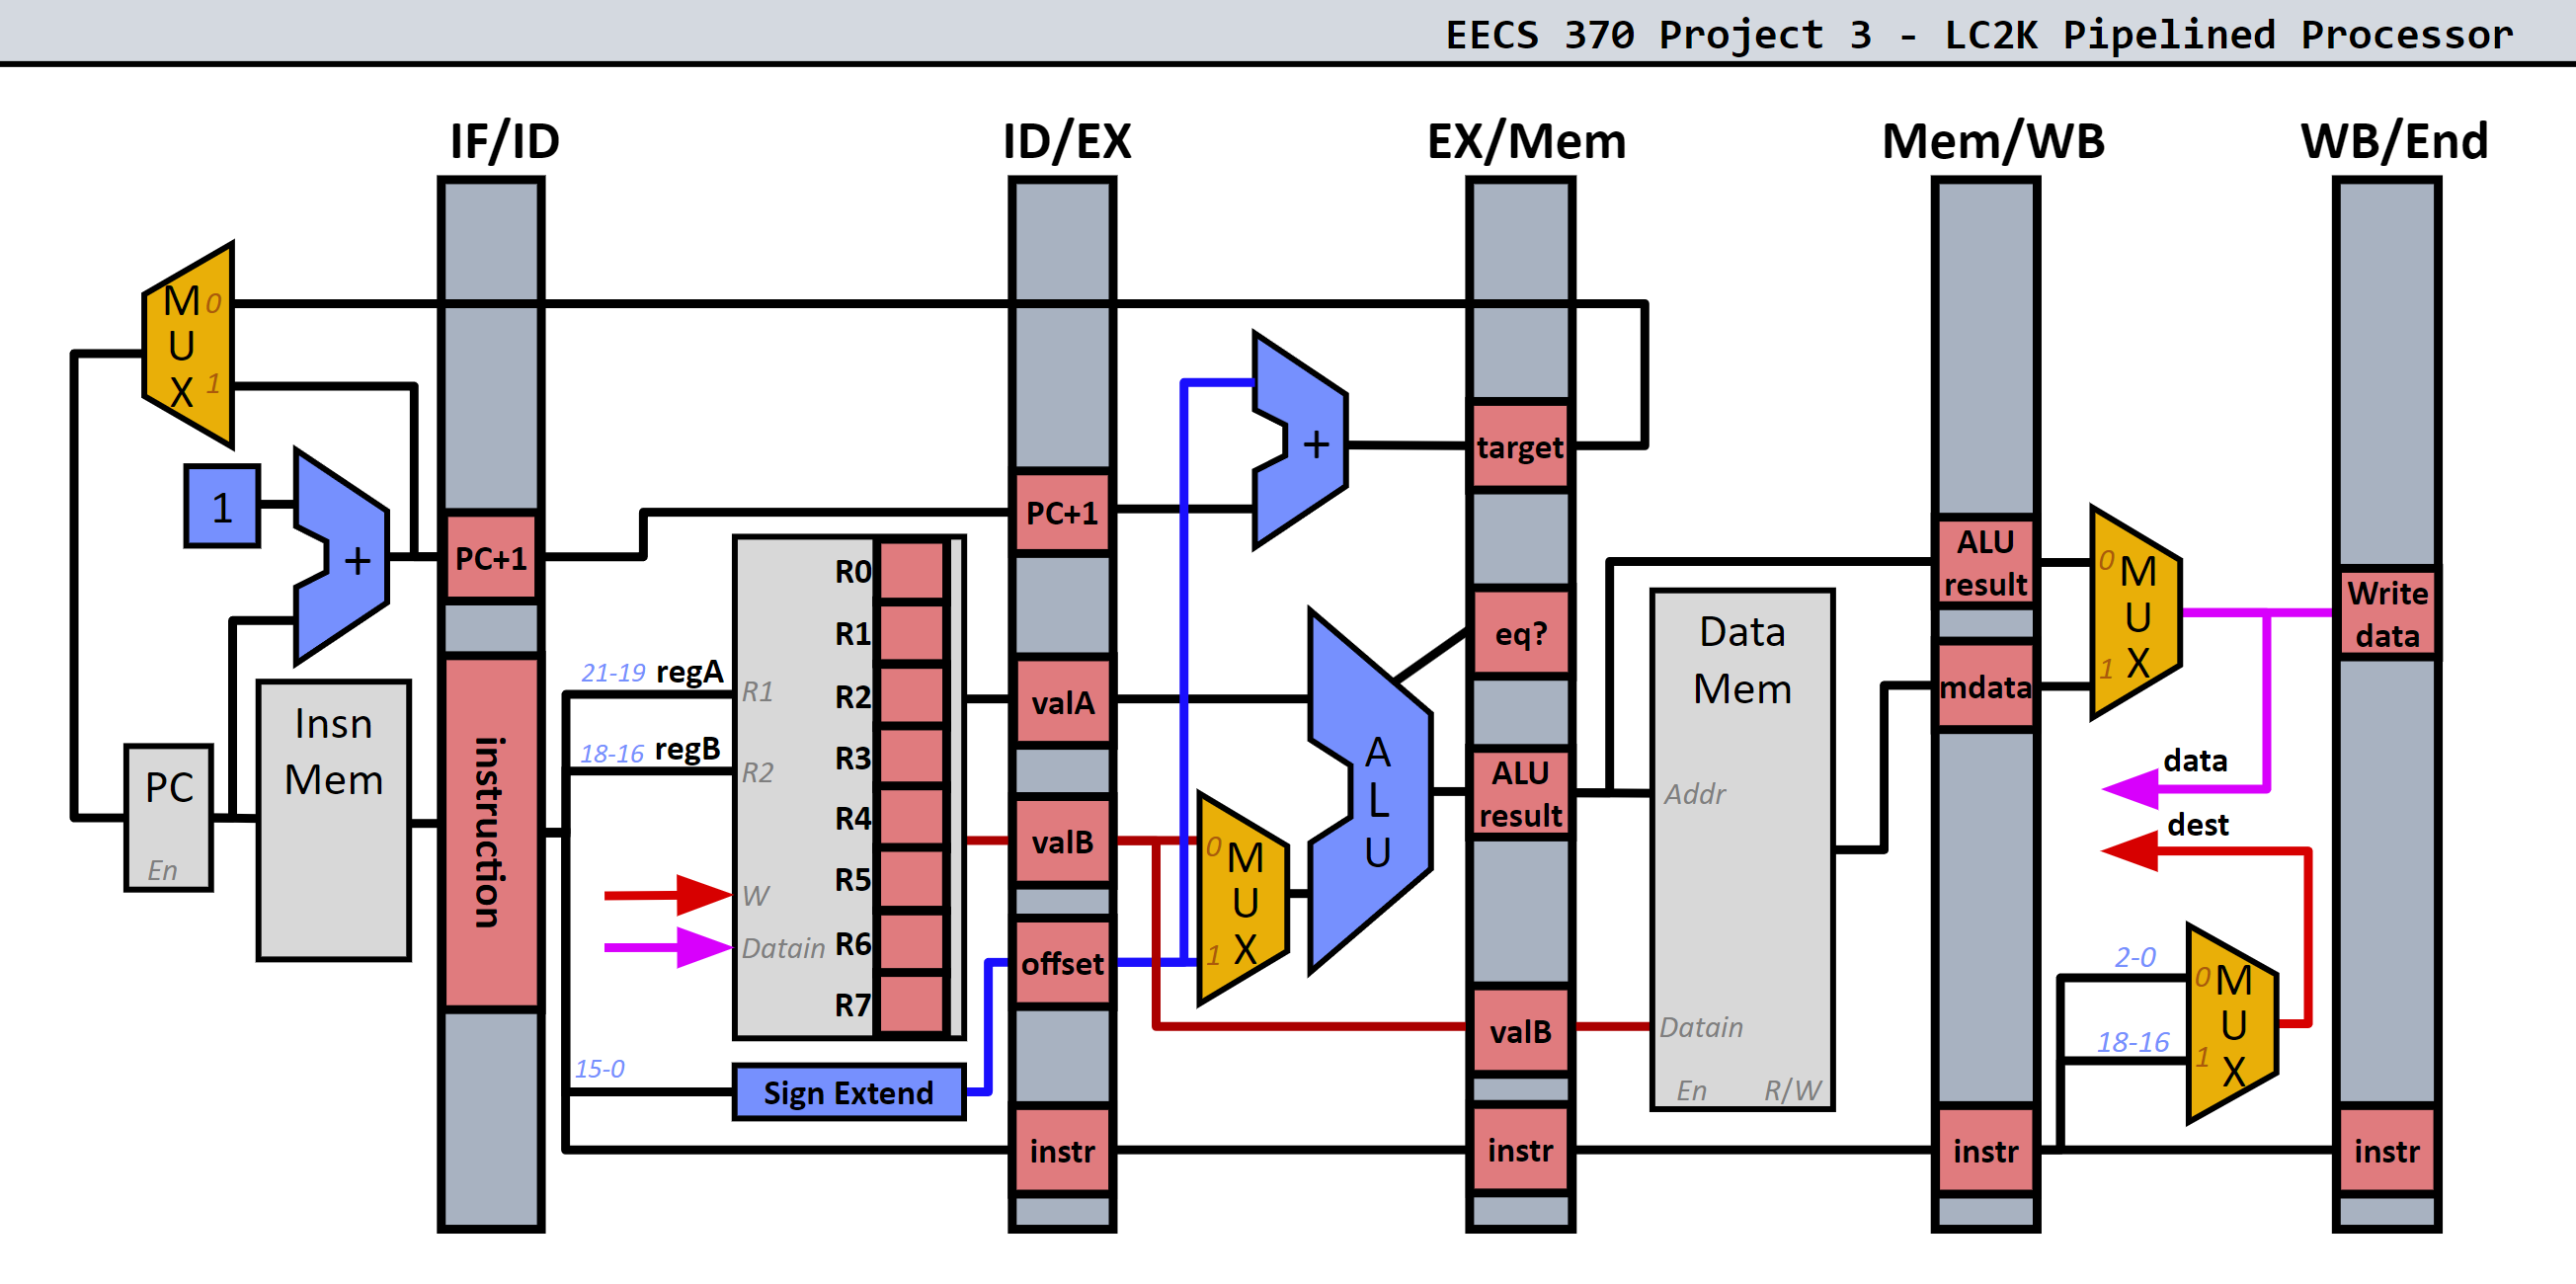 EECS 370 Project 3 - LC2K Pipelined Processor
IF/ID
ID/EX
EX/Mem
Mem/WB
WB/End
M
U
X
0
1
1
+
PC
En
Insn
Mem
PC+1
instruction
21-19 regA
18-16 regB
15-0
R1
R2
W
Datain
R0
R1
R2
R3
R4
R5
R6
R7
Sign Extend
PC+1
valA
valB
offset
instr
+
M
U
X
0
1
A
L
U
target
eq?
ALU
result
valB
instr
Data
Mem
Addr
Datain
En
R/W
ALU
result
mdata
instr
0
1
M
U
X
data
dest
2-0
18-16
0
1
M
U
X
Write
data
instr